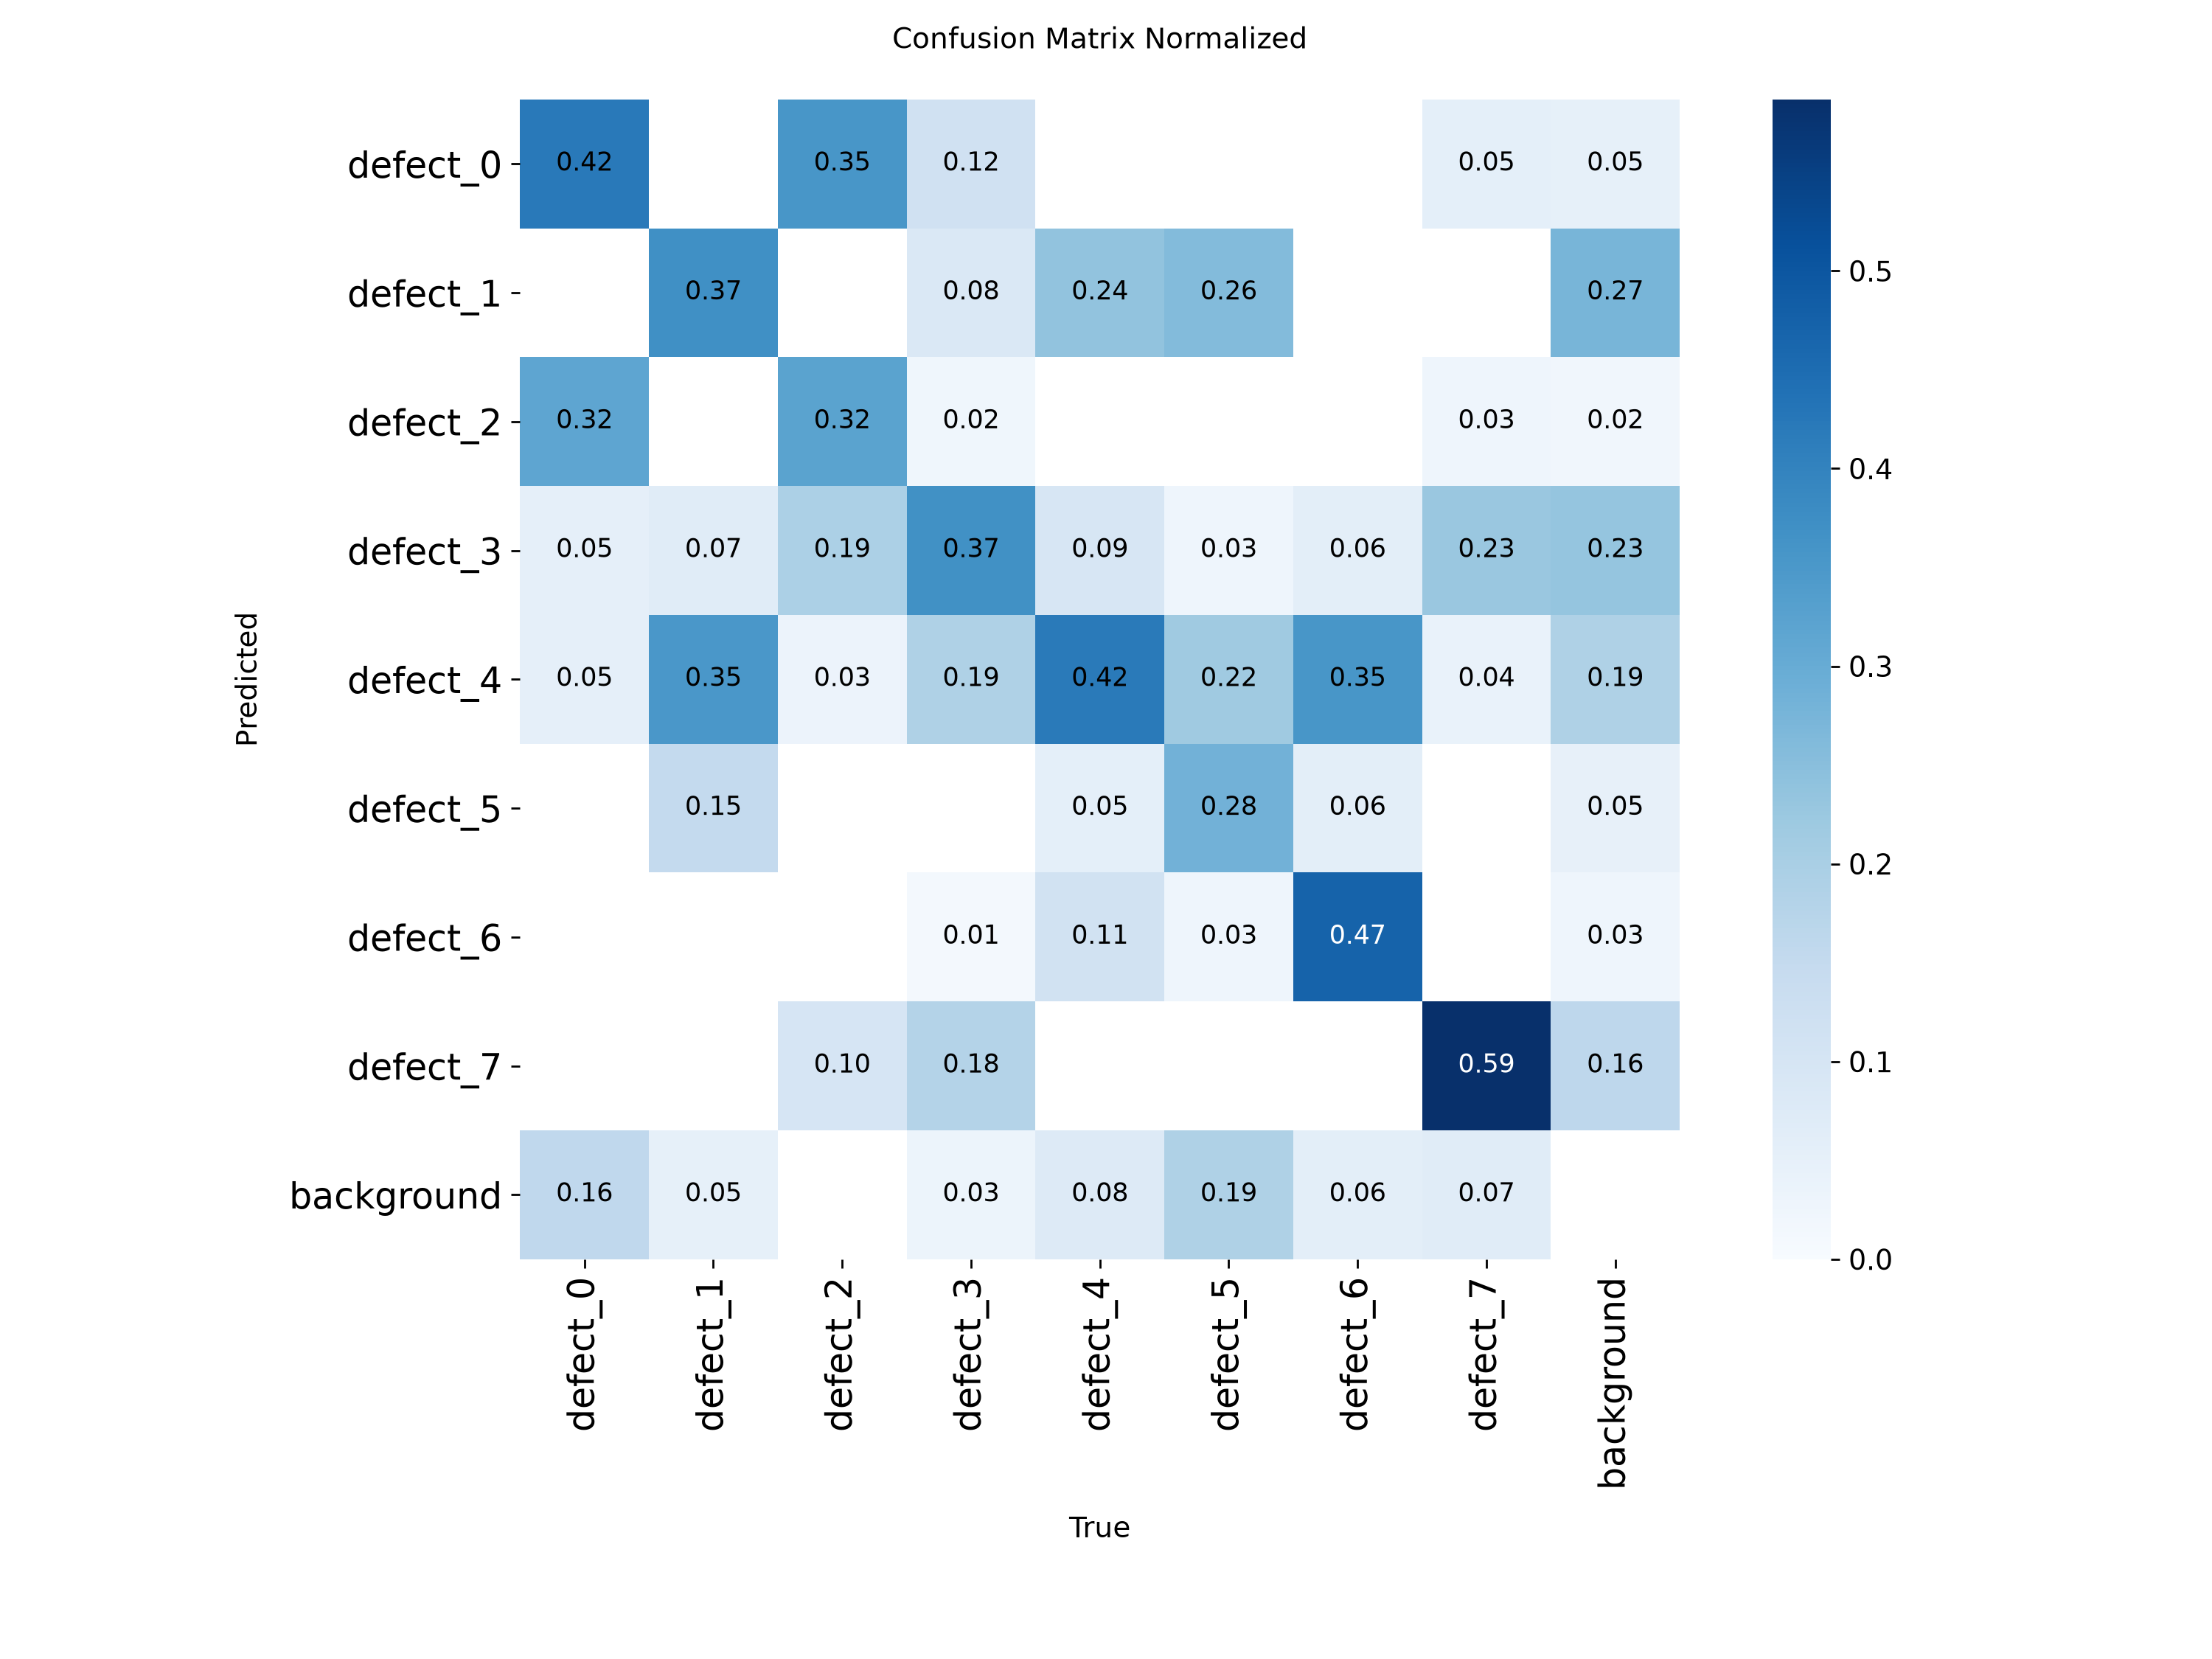 Confusion Matrix Normalized
defect_0 0.42 0.35 0.12 0.05 0.05
defect_1 0.37 0.08 0.24 0.26 0.27
defect_2 0.32 0.32 0.02 0.03 0.02
defect_3 0.05 0.07 0.19 0.37 0.09 0.03 0.06 0.23 0.23
defect_4 0.05 0.35 0.03 0.19 0.42 0.22 0.35 0.04 0.19
defect_5 0.15 0.05 0.28 0.06 0.05
defect_6 0.01 0.11 0.03 0.47 0.03
defect_7 0.10 0.18 0.59 0.16
background 0.16 0.05 0.03 0.08 0.19 0.06 0.07
Predicted
defect_0
defect_1
defect_2
defect_3
defect_4
defect_5
defect_6
defect_7
background
True
0.5
0.4
0.3
0.2
0.1
0.0